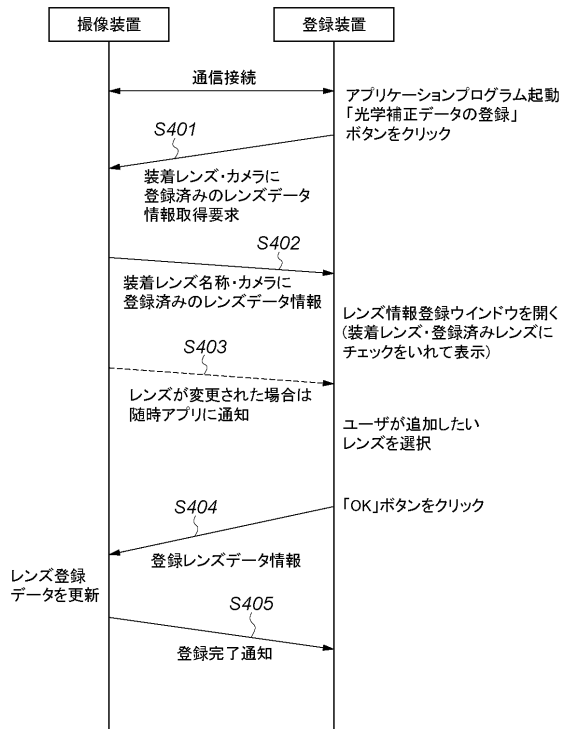 撮像装置
登録装置
通信接続
アプリケーションプログラム起動
「光学補正データの登録」
ボタンをクリック
S401
装着レンズ・カメラに
登録済みのレンズデータ
情報取得要求
S402
装着レンズ名称・カメラに
登録済みのレンズデータ情報
レンズ情報登録ウインドウを開く
(装着レンズ・登録済みレンズに
チェックをいれて表示)
S403
レンズが変更された場合は
随時アプリに通知
ユーザが追加したい
レンズを選択
「OK」ボタンをクリック
S404
登録レンズデータ情報
レンズ登録
データを更新
S405
登録完了通知